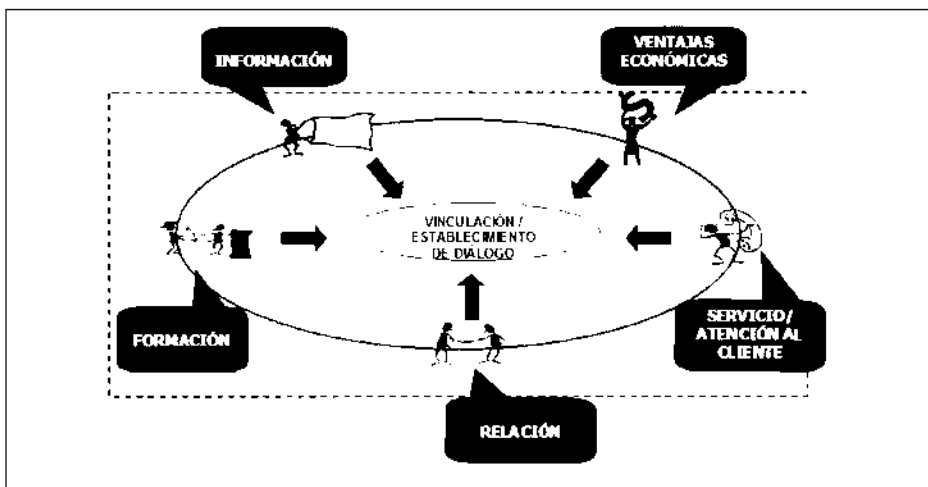 INFORMACIÓN
VENTAJAS
ECONÓMICAS
VINCULACIÓN /
ESTABLECIMIENTO
DE DIÁLOGO
FORMACIÓN
SERVICIO/
ATENCIÓN AL
CLIENTE
RELACIÓN